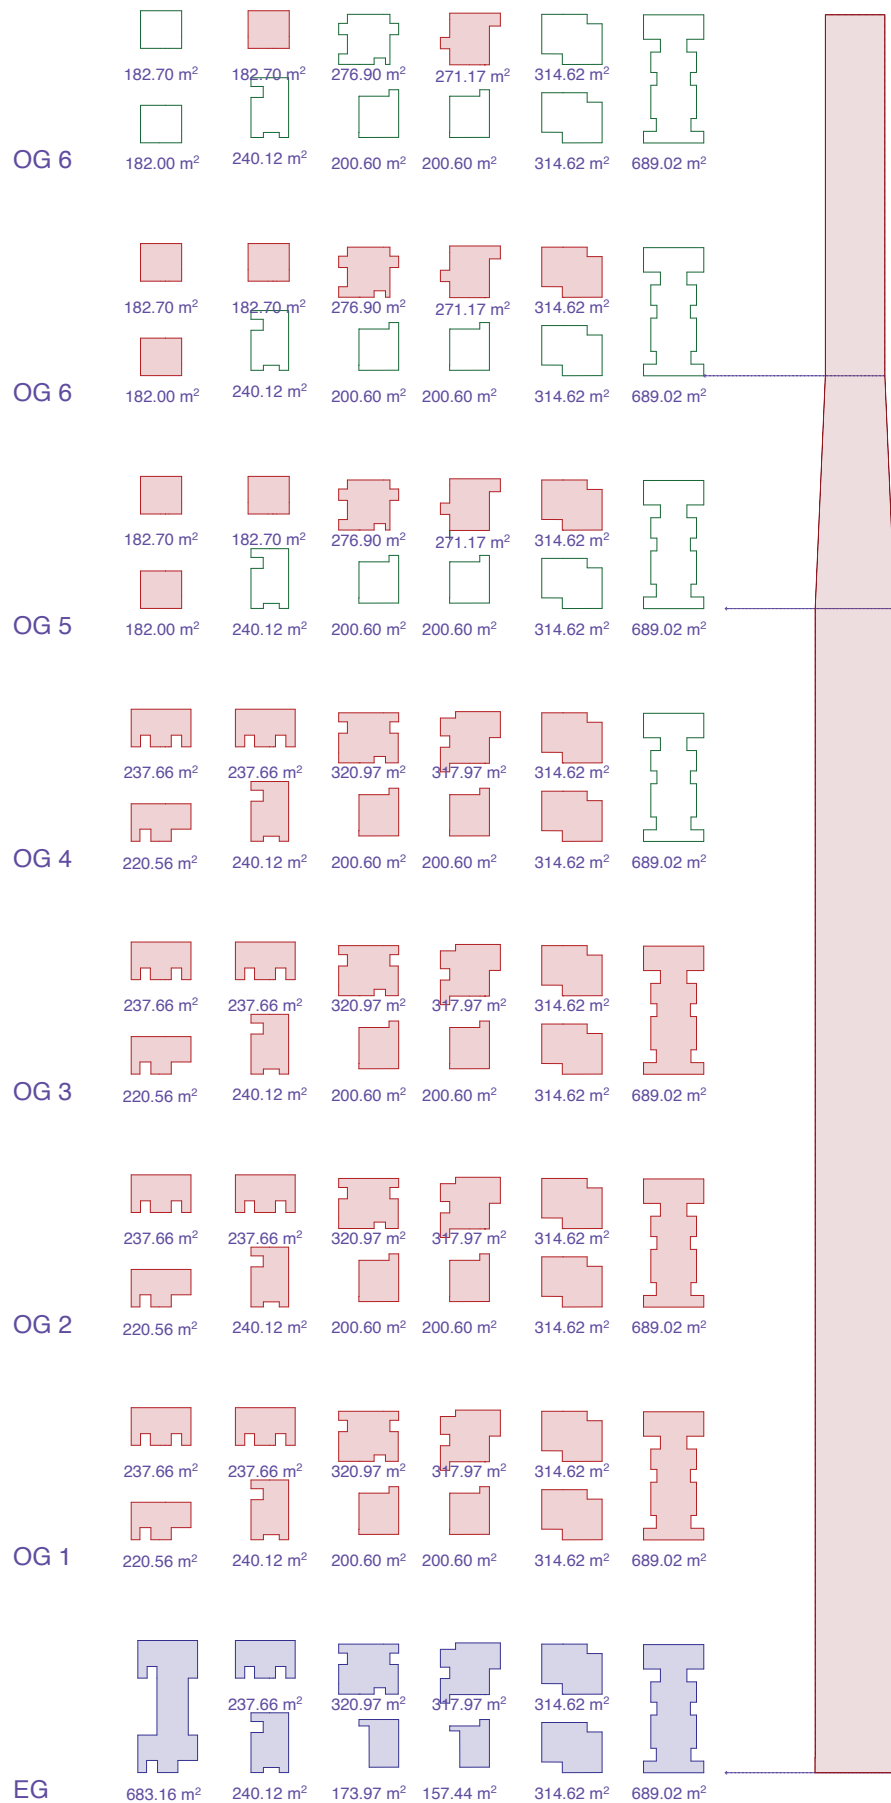 182.70 m² 182.70 m² 276.90 m² 271.17 m² 314.62 m²
OG 6 182.00 m² 240.12 m² 200.60 m² 200.60 m² 314.62 m² 689.02 m²
182.70 m² 182.70 m² 276.90 m² 271.17 m² 314.62 m²
OG 6 182.00 m² 240.12 m² 200.60 m² 200.60 m² 314.62 m² 689.02 m²
182.70 m² 182.70 m² 276.90 m² 271.17 m² 314.62 m²
OG 5 182.00 m² 240.12 m² 200.60 m² 200.60 m² 314.62 m² 689.02 m²
237.66 m² 237.66 m² 320.97 m² 317.97 m² 314.62 m²
OG 4 220.56 m² 240.12 m² 200.60 m² 200.60 m² 314.62 m² 689.02 m²
237.66 m² 237.66 m² 320.97 m² 317.97 m² 314.62 m²
OG 3 220.56 m² 240.12 m² 200.60 m² 200.60 m² 314.62 m² 689.02 m²
237.66 m² 237.66 m² 320.97 m² 317.97 m² 314.62 m²
OG 2 220.56 m² 240.12 m² 200.60 m² 200.60 m² 314.62 m² 689.02 m²
237.66 m² 237.66 m² 320.97 m² 317.97 m² 314.62 m²
OG 1 220.56 m² 240.12 m² 200.60 m² 200.60 m² 314.62 m² 689.02 m²
237.66 m² 320.97 m² 317.97 m² 314.62 m²
EG 683.16 m² 240.12 m² 173.97 m² 157.44 m² 314.62 m² 689.02 m²